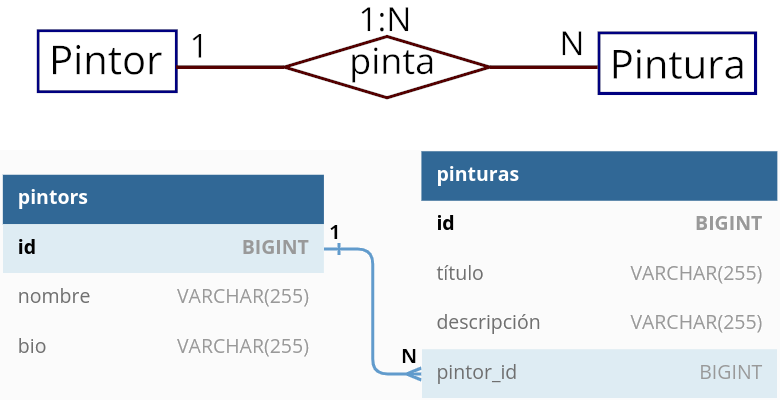 1:N
Pintor 1 pinta N Pintura
pintors
id BIGINT 1
nombre VARCHAR(255)
bio VARCHAR(255)
pinturas
id BIGINT
título VARCHAR(255)
descripción VARCHAR(255)
N pintor_id BIGINT